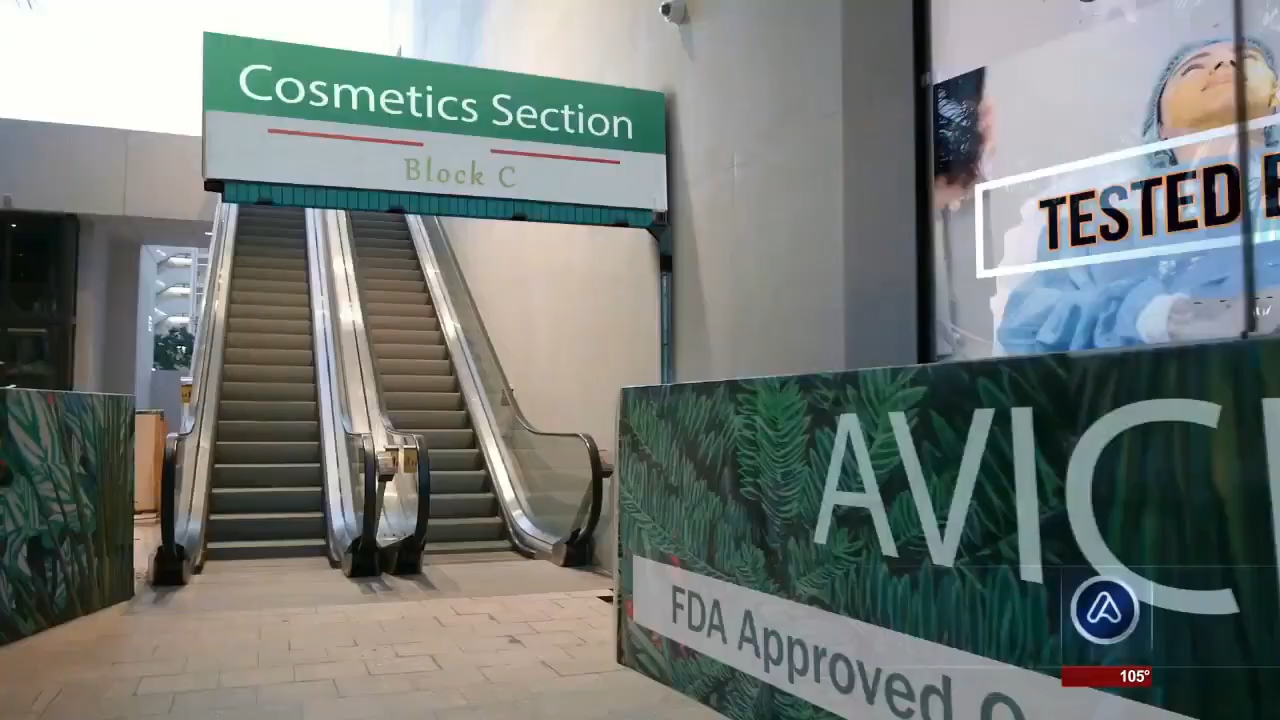 Cosmetics Section
Block C
TESTED
AVIC
FDA Approved
105°